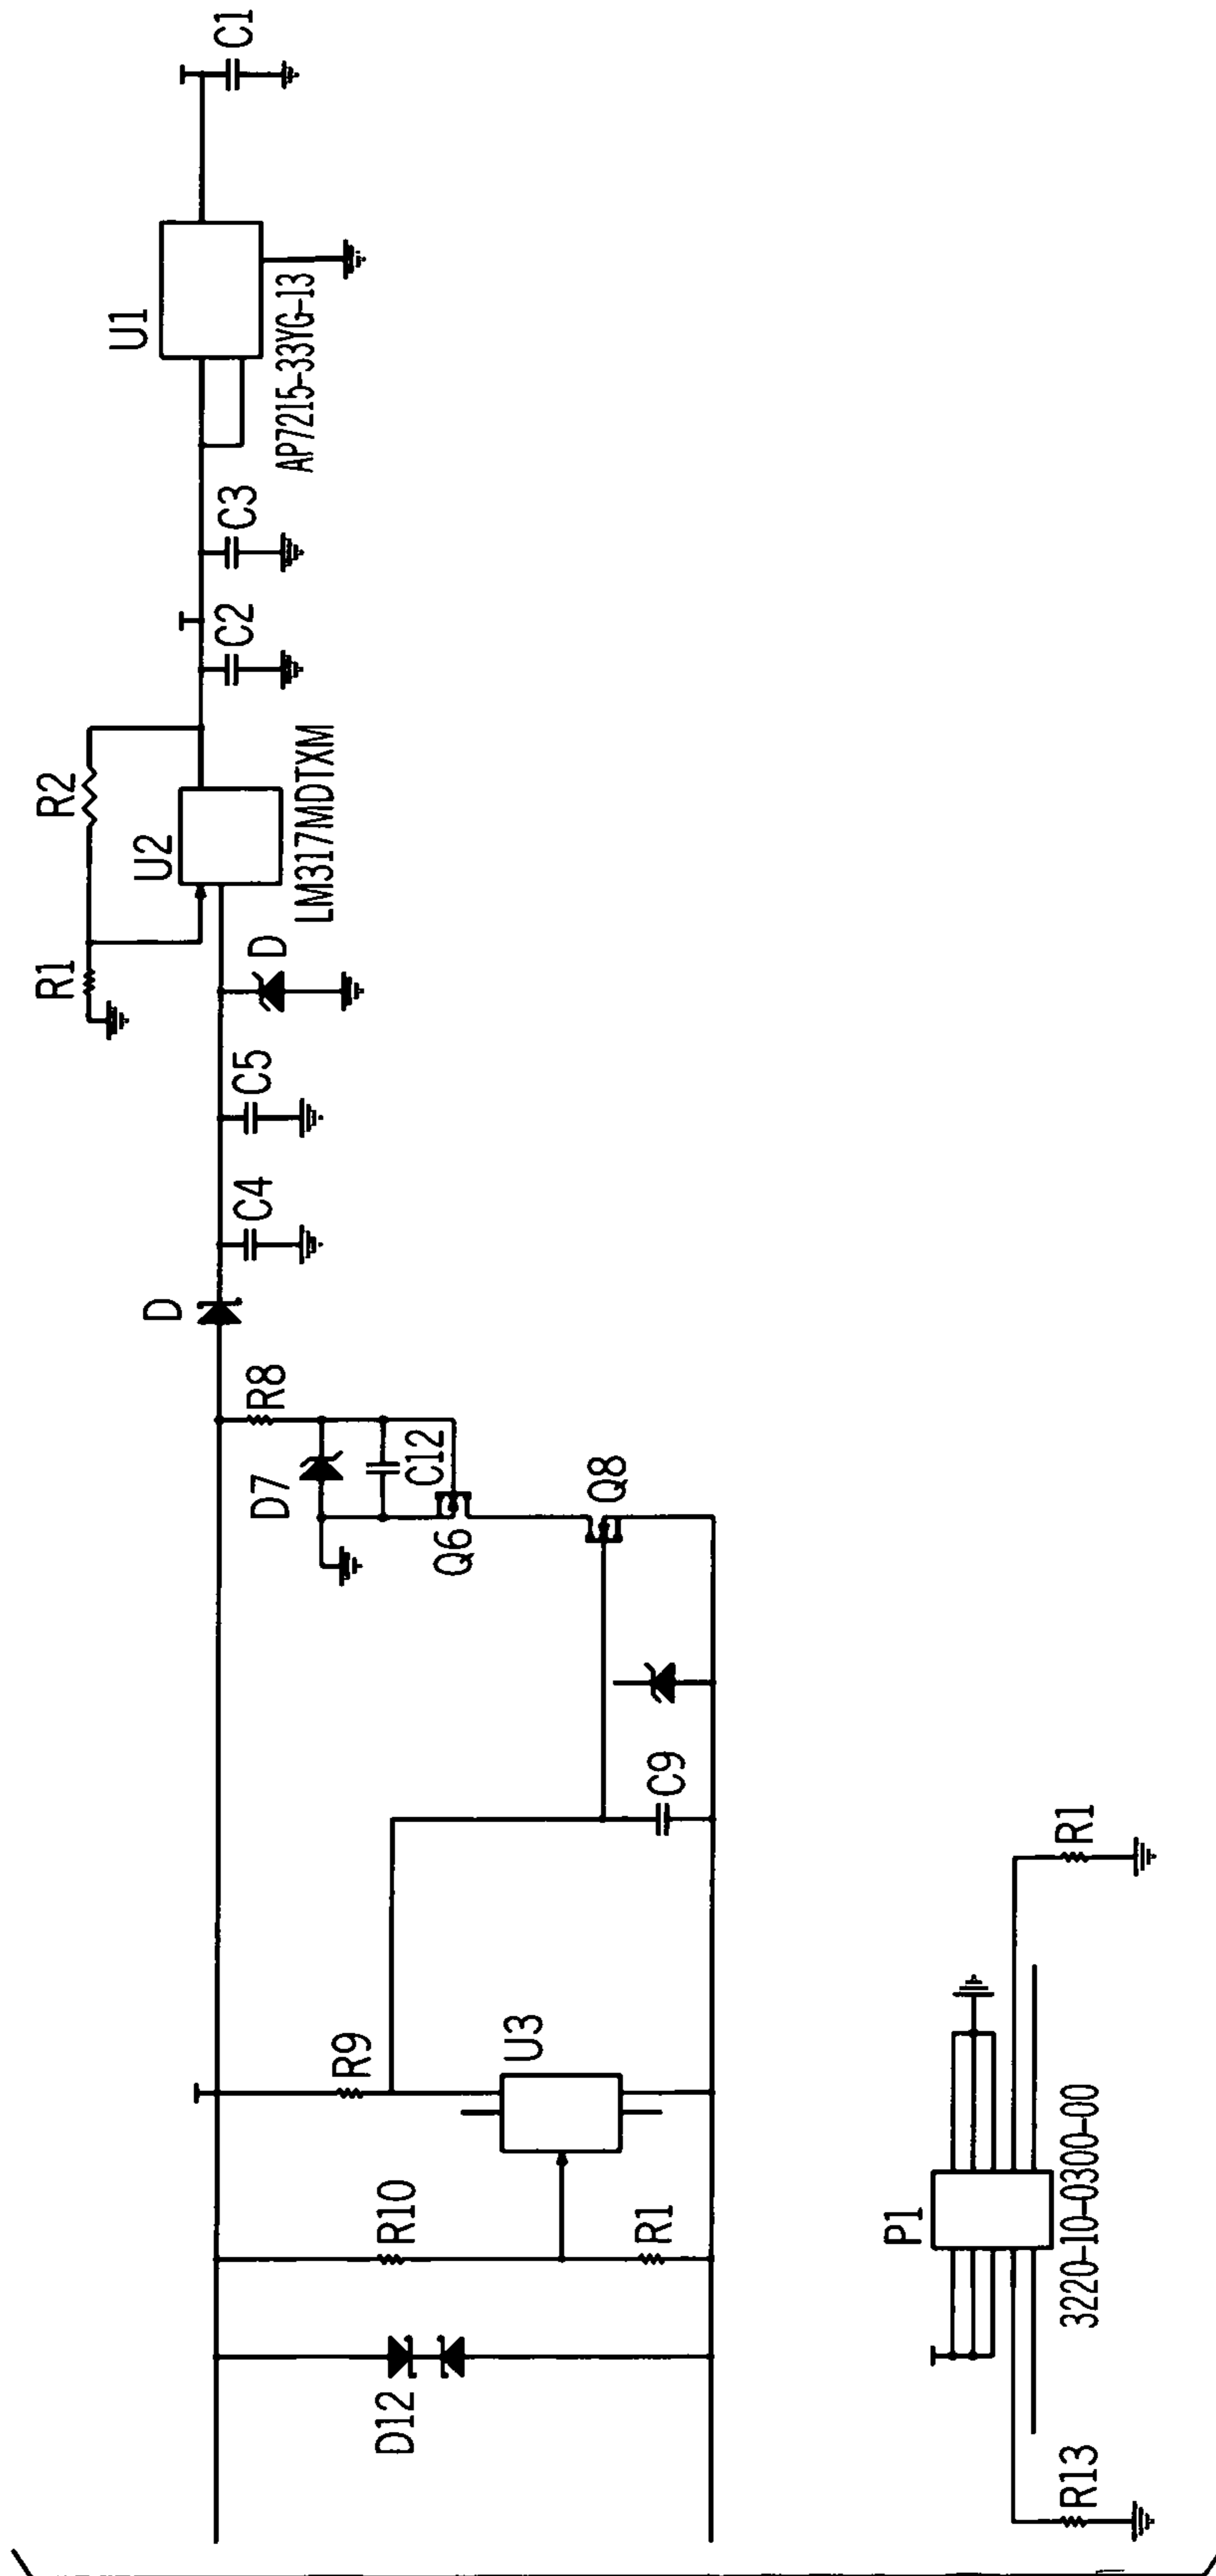 D12
R10
R1
R9
U3
C9
Q8
Q6
D7
C12
R8
D
C4
C5
D
R1
R2
U2
LM317MDTXM
C2
C3
U1
AP7215-33YG-13
C1
R13
P1
3220-10-0300-00
R1